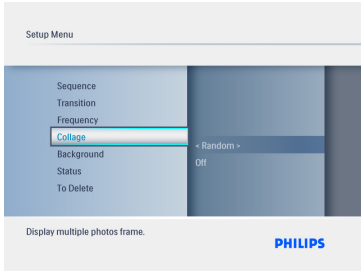 Setup Menu
Sequence
Transition
Frequency
Collage
Background
Status
To Delete
< Random >
Off
Display multiple photos frame.
PHILIPS